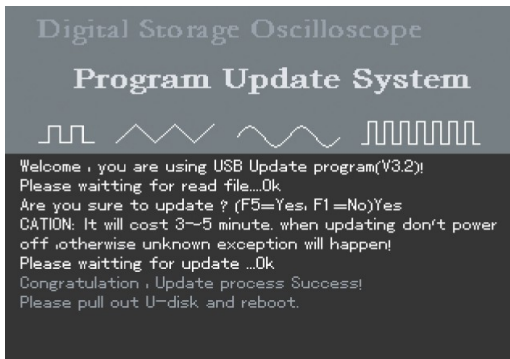 Digital Storage Oscilloscope
Program Update System
Welcome , you are using USB Update program(V3.2)!
Please waitting for read file....Ok
Are you sure to update ? (F5=Yes, F1 =No)Yes
CATION: It will cost 3~5 minute. when updating don't power
off ,otherwise unknown exception will happen!
Please waitting for update ...Ok
Congratulation , Update process Success!
Please pull out U-disk and reboot.